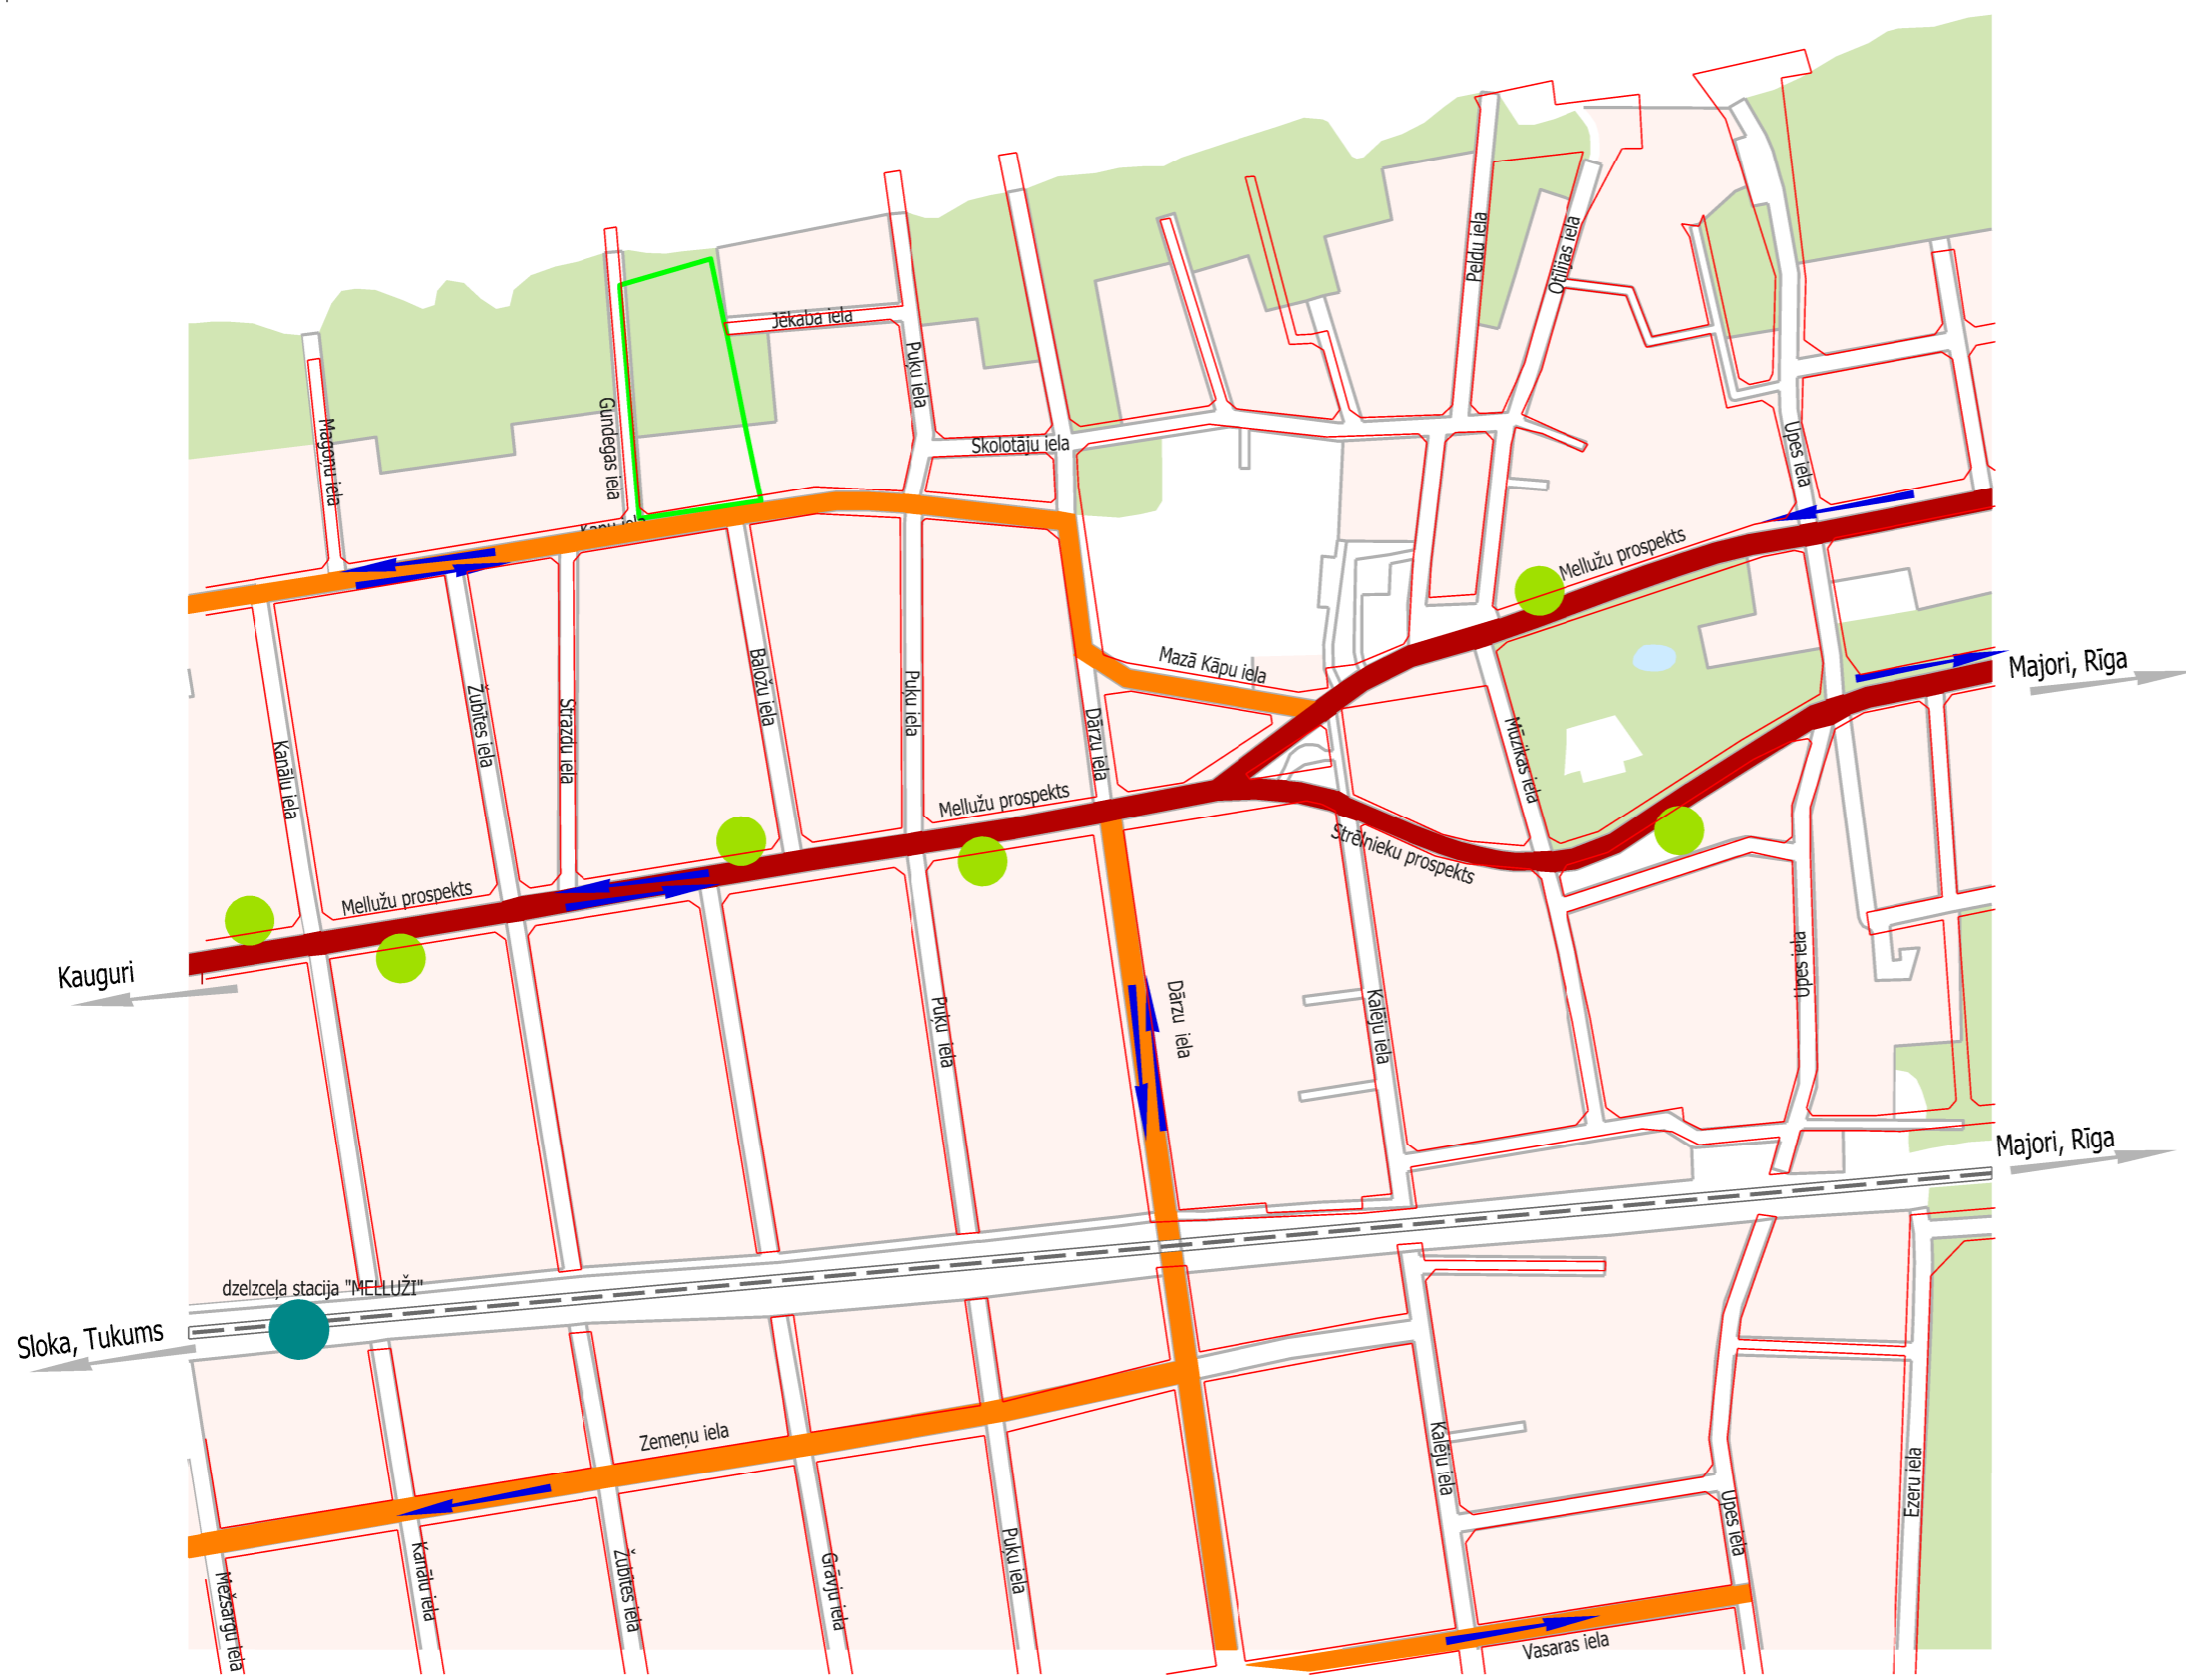 Peldu iela
Otīlijas iela
Jēkaba iela
Puķu iela
Gundegas iela
Magoņu iela
Skolotāju iela
Upes iela
Mellužu prospekts
Mazā Kāpu iela
Majori, Rīga
Baložu iela
Puķu iela
Žubītes iela
Strazdu iela
Dārzu iela
Kanālu iela
Mūzikas iela
Mellužu prospekts
Strēlnieku prospekts
Mellužu prospekts
Upes iela
Kauguri
Dārzu iela
Kalēju iela
Puķu iela
Majori, Rīga
dzelzceļa stacija "MELLUŽI"
Sloka, Tukums
Zemeņu iela
Kalēju iela
Ezeru iela
Upes iela
Puķu iela
Kanālu iela
Žubītes iela
Grāvju iela
Mežsargu iela
Vasaras iela